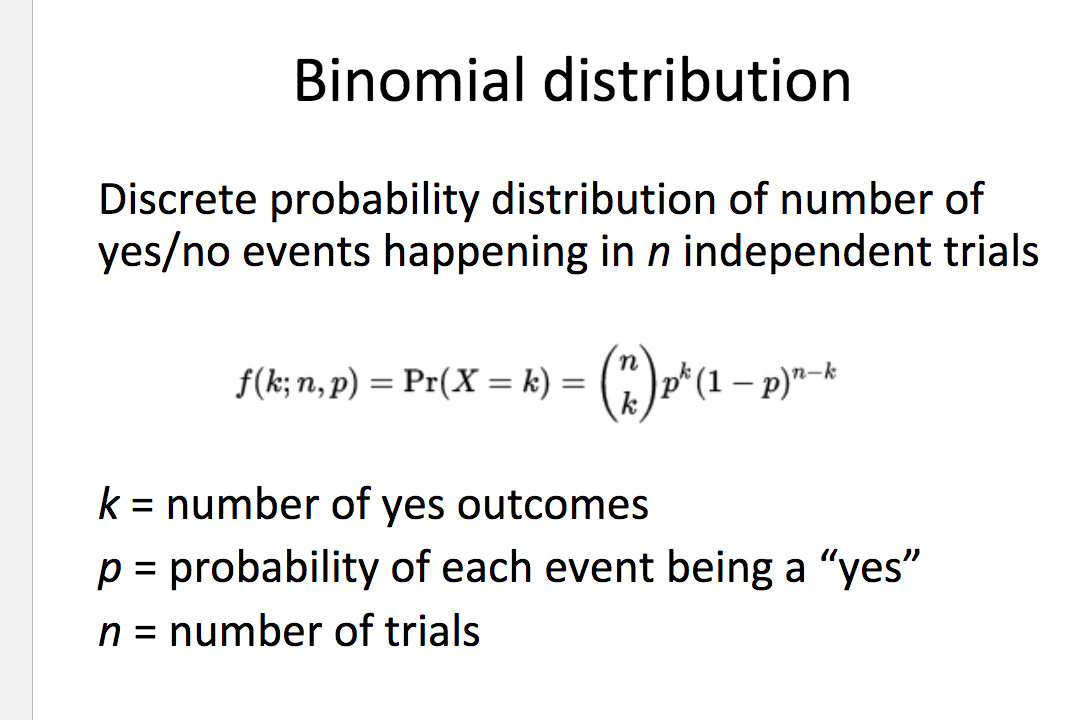 Binomial distribution
Discrete probability distribution of number of
yes/no events happening in n independent trials
f(k; n, p) = Pr(X = k) = (n k) p^k (1 − p)^{n−k}
k = number of yes outcomes
p = probability of each event being a “yes”
n = number of trials